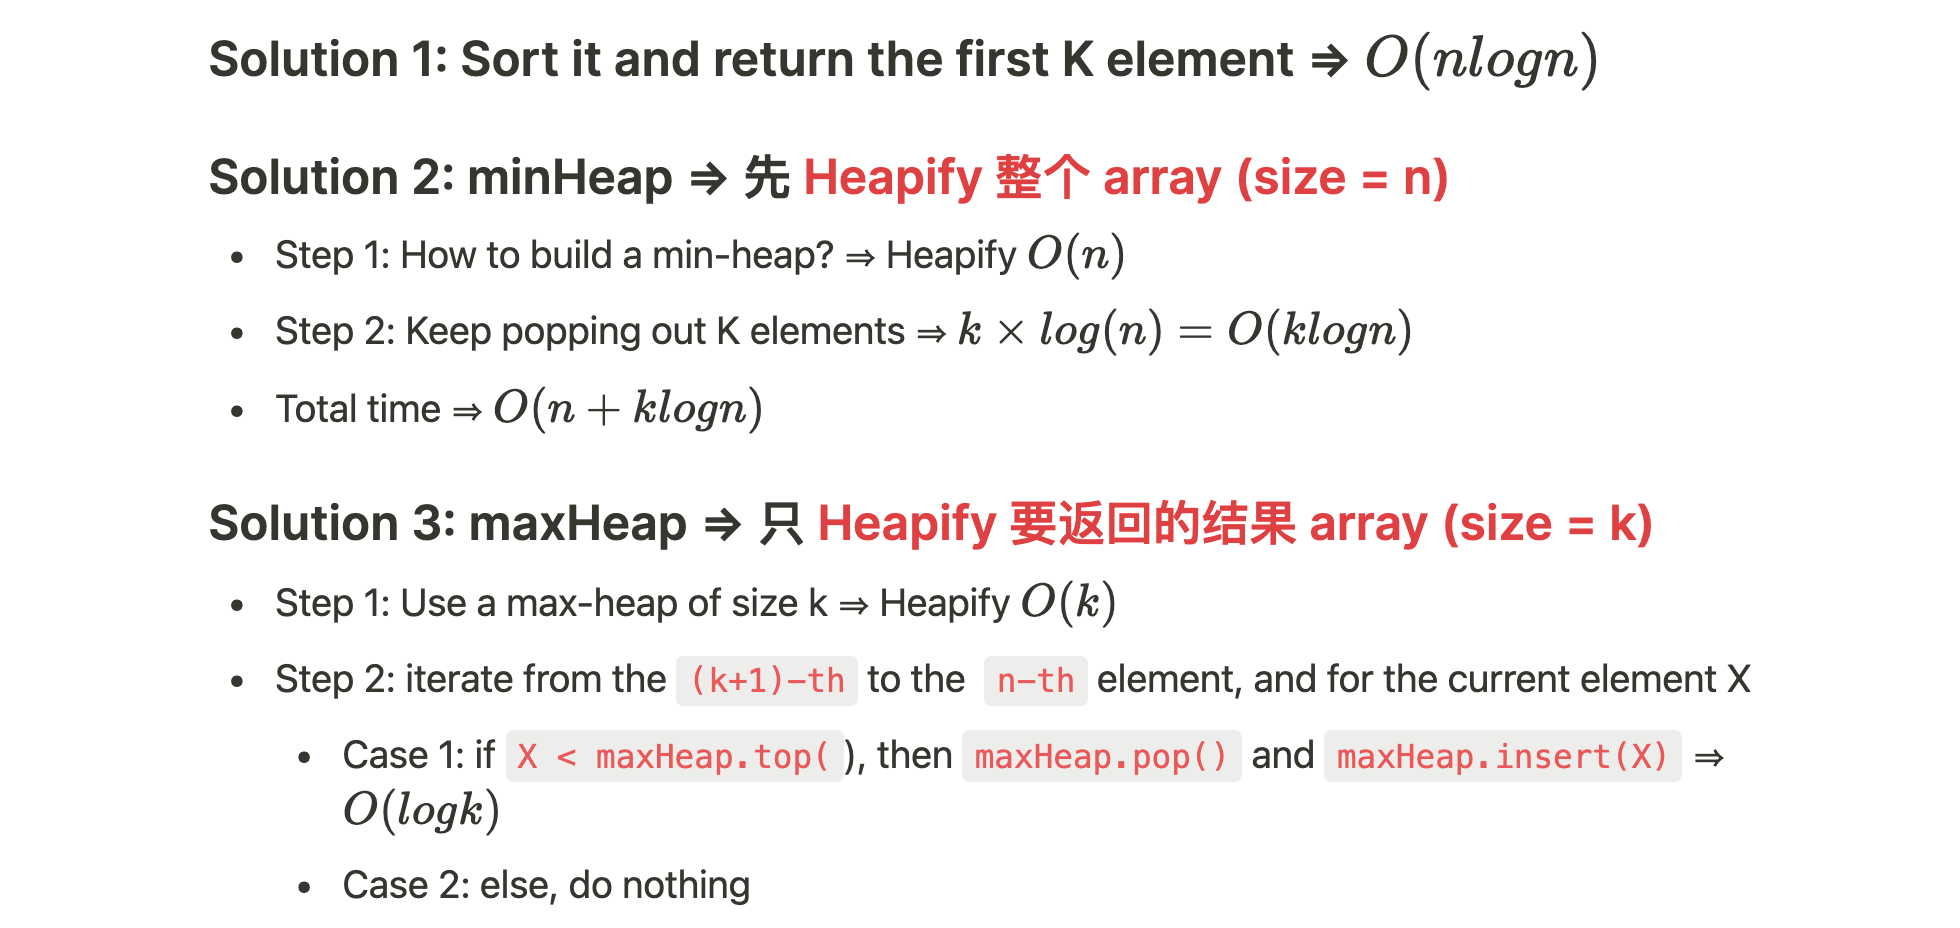 Solution 1: Sort it and return the first K element ⇒ O(nlogn)
Solution 2: minHeap ⇒ 先 Heapify 整个 array (size = n)
• Step 1: How to build a min-heap? ⇒ Heapify O(n)
• Step 2: Keep popping out K elements ⇒ k × log(n) = O(klogn)
• Total time ⇒ O(n + klogn)
Solution 3: maxHeap ⇒ 只 Heapify 要返回的结果 array (size = k)
• Step 1: Use a max-heap of size k ⇒ Heapify O(k)
• Step 2: iterate from the (k+1)-th to the n-th element, and for the current element X
• Case 1: if X < maxHeap.top(), then maxHeap.pop() and maxHeap.insert(X) ⇒
O(logk)
• Case 2: else, do nothing